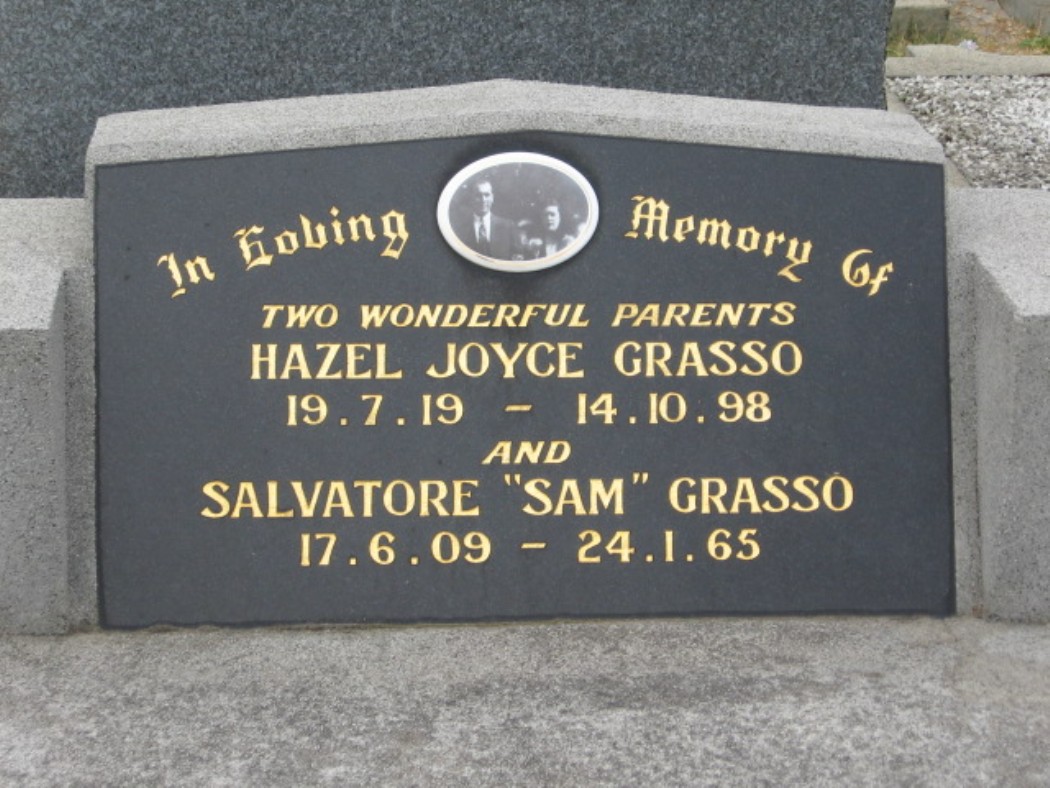 In Loving Memory Of
TWO WONDERFUL PARENTS
HAZEL JOYCE GRASSO
19.7.19 – 14.10.98
AND
SALVATORE "SAM" GRASSO
17.6.09 – 24.1.65